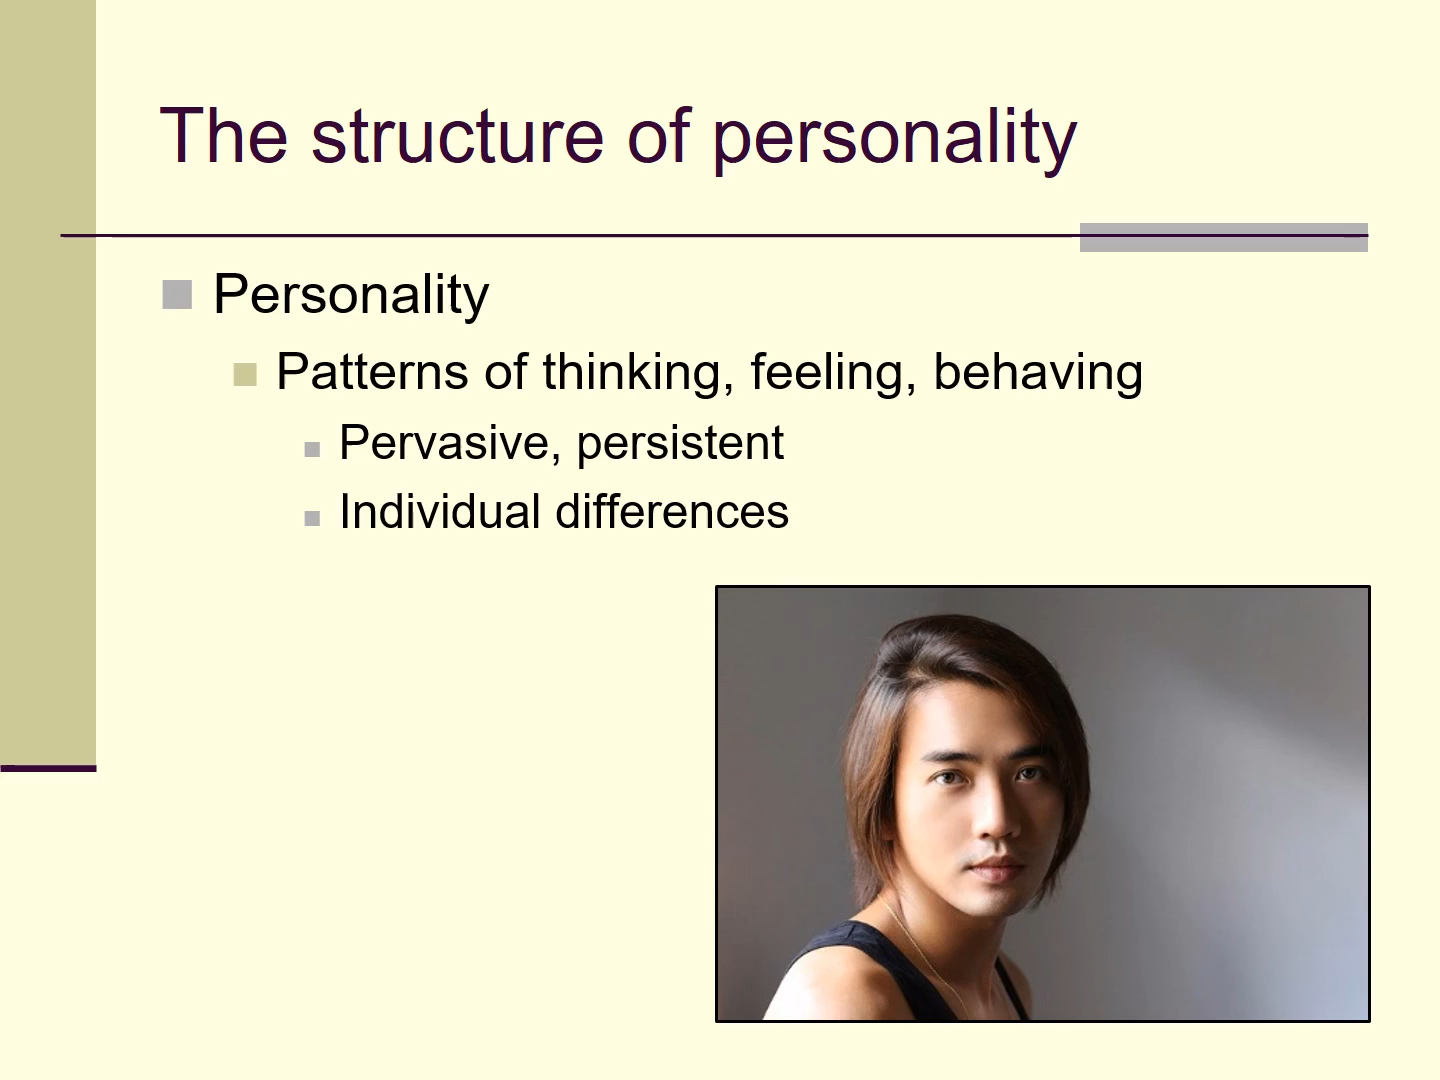 The structure of personality
Personality
Patterns of thinking, feeling, behaving
Pervasive, persistent
Individual differences